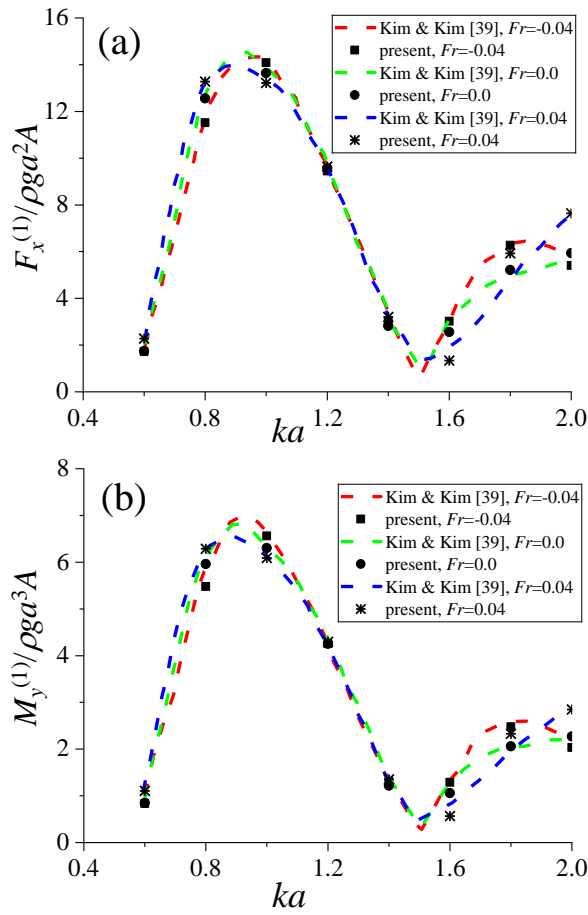 (a)
Kim & Kim [39], Fr=-0.04
present, Fr=-0.04
Kim & Kim [39], Fr=0.0
present, Fr=0.0
Kim & Kim [39], Fr=0.04
present, Fr=0.04
16
12
8
4
0
Fₓ⁽¹⁾/ρga²A
0.4 0.8 1.2 1.6 2.0
ka
(b)
Kim & Kim [39], Fr=-0.04
present, Fr=-0.04
Kim & Kim [39], Fr=0.0
present, Fr=0.0
Kim & Kim [39], Fr=0.04
present, Fr=0.04
8
6
4
2
0
M_y⁽¹⁾/ρga³A
0.4 0.8 1.2 1.6 2.0
ka